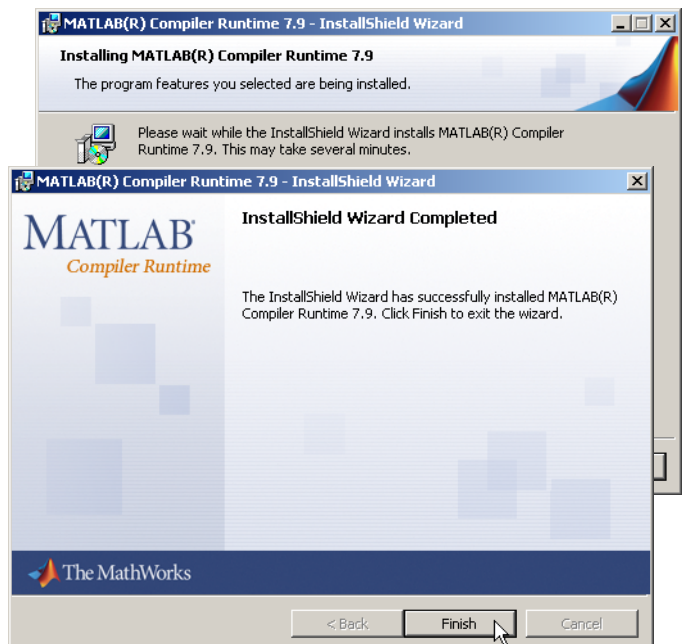 MATLAB(R) Compiler Runtime 7.9 - InstallShield Wizard
Installing MATLAB(R) Compiler Runtime 7.9
The program features you selected are being installed.
Please wait while the InstallShield Wizard installs MATLAB(R) Compiler
Runtime 7.9. This may take several minutes.
MATLAB(R) Compiler Runtime 7.9 - InstallShield Wizard
MATLAB®
Compiler Runtime
InstallShield Wizard Completed
The InstallShield Wizard has successfully installed MATLAB(R)
Compiler Runtime 7.9. Click Finish to exit the wizard.
The MathWorks
< Back
Finish
Cancel